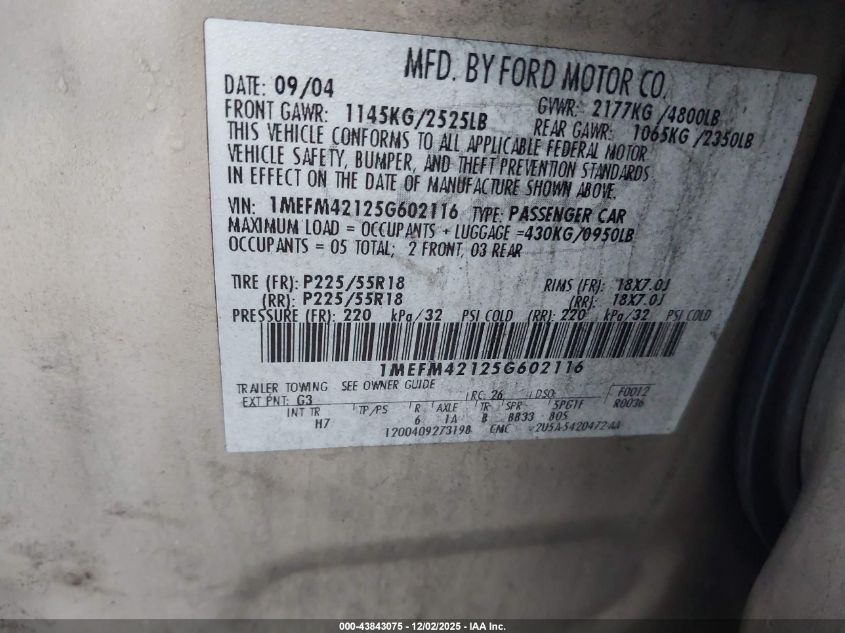 MFD. BY FORD MOTOR CO.
DATE: 09/04
GVWR: 2177KG /4800LB
FRONT GAWR: 1145KG/2525LB
REAR GAWR: 1065KG /2350LB
THIS VEHICLE CONFORMS TO ALL APPLICABLE FEDERAL MOTOR
VEHICLE SAFETY, BUMPER, AND THEFT PREVENTION STANDARDS
IN EFFECT ON THE DATE OF MANUFACTURE SHOWN ABOVE.
VIN: 1MEFM42125G602116 TYPE: PASSENGER CAR
MAXIMUM LOAD = OCCUPANTS + LUGGAGE =430KG/0950LB
OCCUPANTS = 05 TOTAL; 2 FRONT, 03 REAR
TIRE (FR): P225/55R18 RIMS (FR): 18X7.0J
(RR): P225/55R18 (RR): 18X7.0J
PRESSURE (FR): 220 kPa/32 PSI COLD (RR): 220 kPa/32 PSI COLD
1MEFM42125G602116
TRAILER TOWING SEE OWNER GUIDE
EXT PNT: G3 RC: 26 DSO: F0012
R0036
INT TR TP/PS R AXLE TR SPR 5PG1F
H7 6 1A B BB33 805
1200409273198 EMC 2U5A-5420472-AA
000-43843075 - 12/02/2025 - IAA Inc.